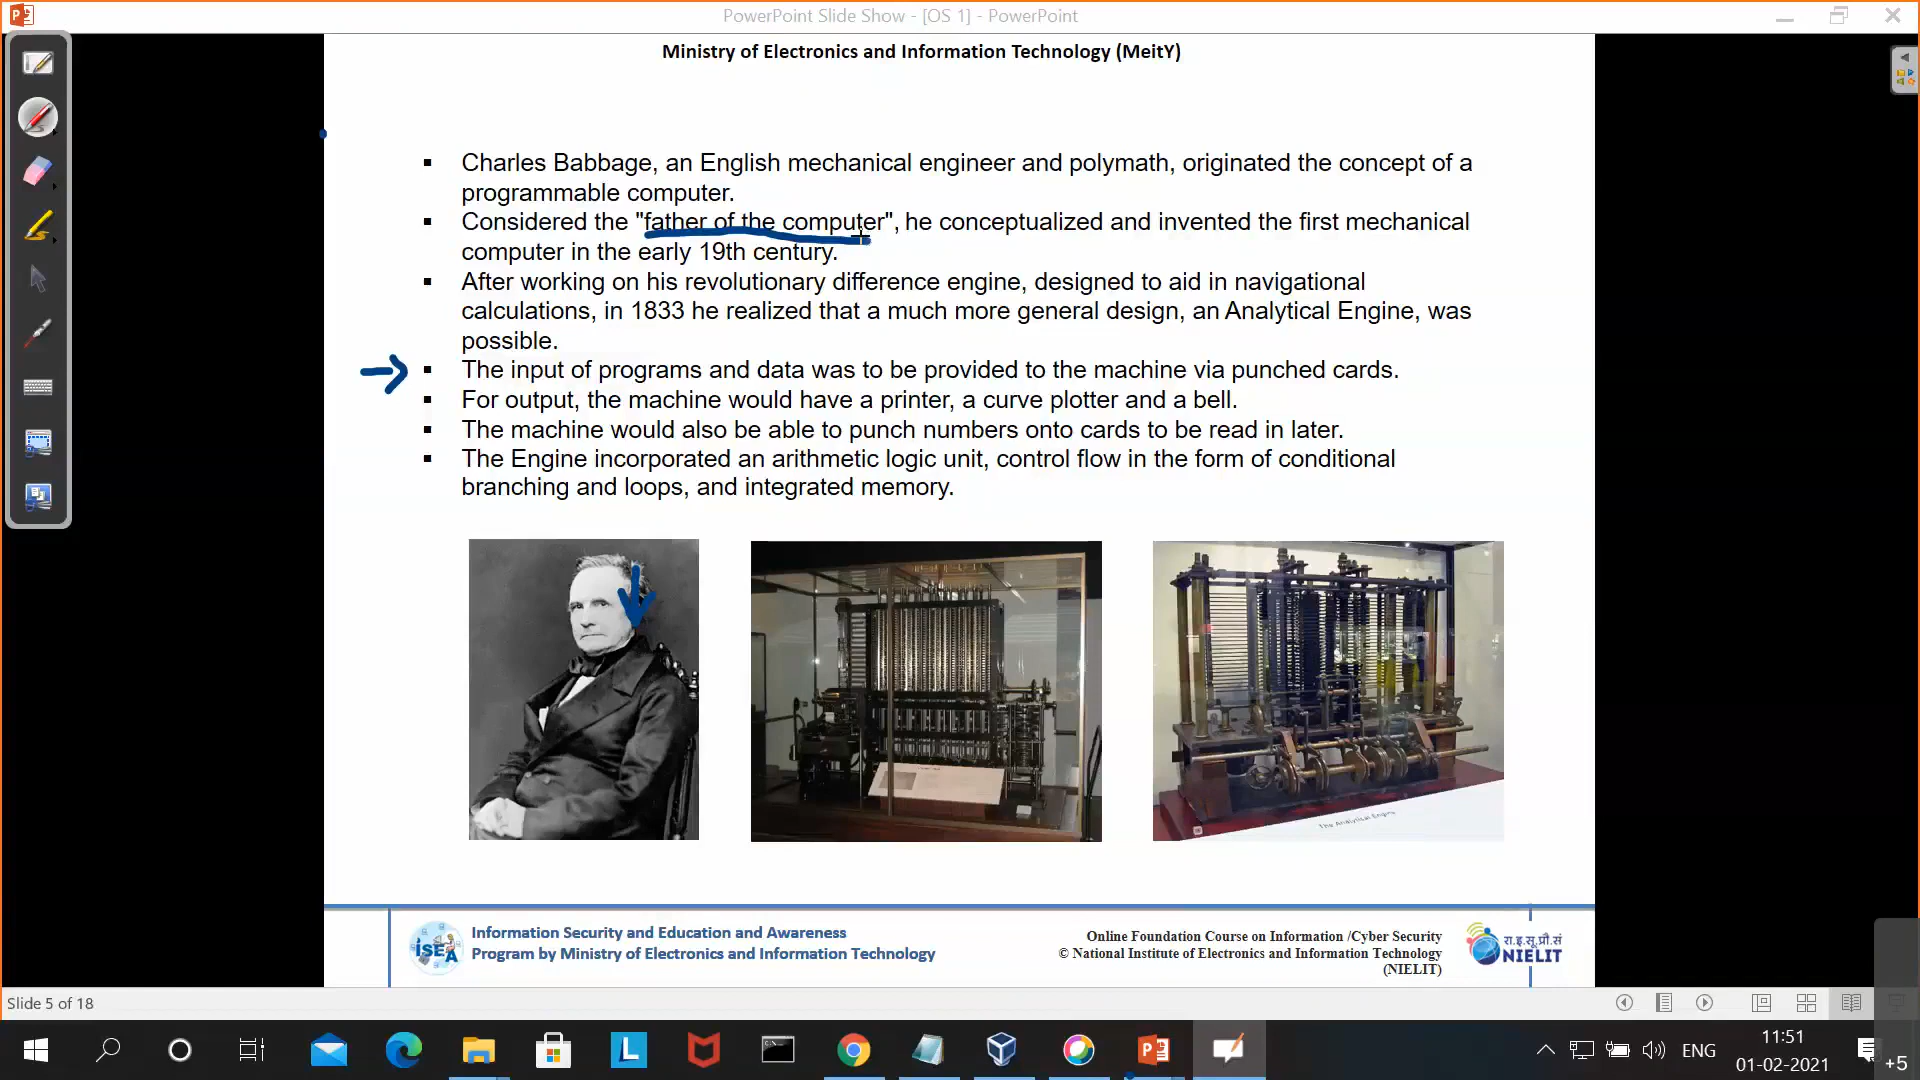 PowerPoint Slide Show - [OS 1] - PowerPoint
Ministry of Electronics and Information Technology (MeitY)
▪ Charles Babbage, an English mechanical engineer and polymath, originated the concept of a
programmable computer.
▪ Considered the "father of the computer", he conceptualized and invented the first mechanical
computer in the early 19th century.
▪ After working on his revolutionary difference engine, designed to aid in navigational
calculations, in 1833 he realized that a much more general design, an Analytical Engine, was
possible.
▪ The input of programs and data was to be provided to the machine via punched cards.
▪ For output, the machine would have a printer, a curve plotter and a bell.
▪ The machine would also be able to punch numbers onto cards to be read in later.
▪ The Engine incorporated an arithmetic logic unit, control flow in the form of conditional
branching and loops, and integrated memory.
The Analytical Engine
ISEA
Information Security and Education and Awareness
Program by Ministry of Electronics and Information Technology
Online Foundation Course on Information /Cyber Security
© National Institute of Electronics and Information Technology
(NIELIT)
रा.इ.सू.प्रौ.सं
NIELIT
Slide 5 of 18
ENG
11:51
01-02-2021
+5